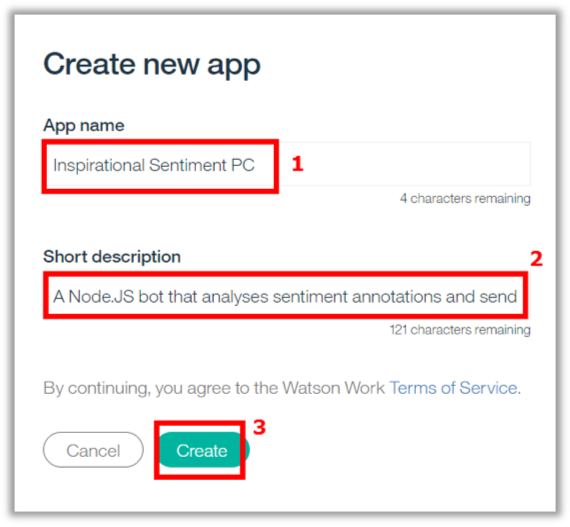 Create new app
App name
Inspirational Sentiment PC 1
4 characters remaining
Short description
2
A Node.JS bot that analyses sentiment annotations and send
121 characters remaining
By continuing, you agree to the Watson Work Terms of Service.
3
Cancel Create